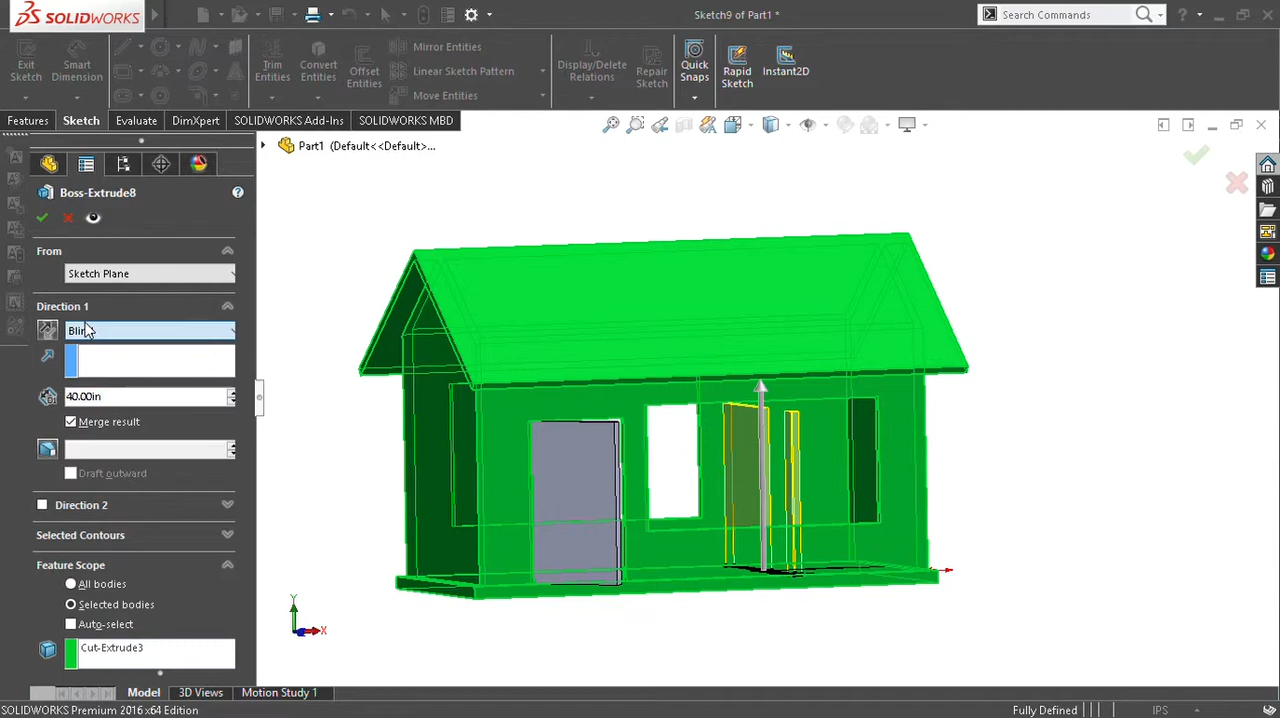 SOLIDWORKS
Sketch9 of Part1 *
Search Commands
?
Exit Sketch
Smart Dimension
Trim Entities
Convert Entities
Offset Entities
Mirror Entities
Linear Sketch Pattern
Move Entities
Display/Delete Relations
Repair Sketch
Quick Snaps
Rapid Sketch
Instant2D
Features
Sketch
Evaluate
DimXpert
SOLIDWORKS Add-Ins
SOLIDWORKS MBD
Part1 (Default<<Default>...
Boss-Extrude8
?
From
Sketch Plane
Direction 1
40.00in
Merge result
Draft outward
Direction 2
Selected Contours
Feature Scope
All bodies
Selected bodies
Auto-select
Cut-Extrude3
Y
X
Model
3D Views
Motion Study 1
SOLIDWORKS Premium 2016 x64 Edition
Fully Defined
IPS